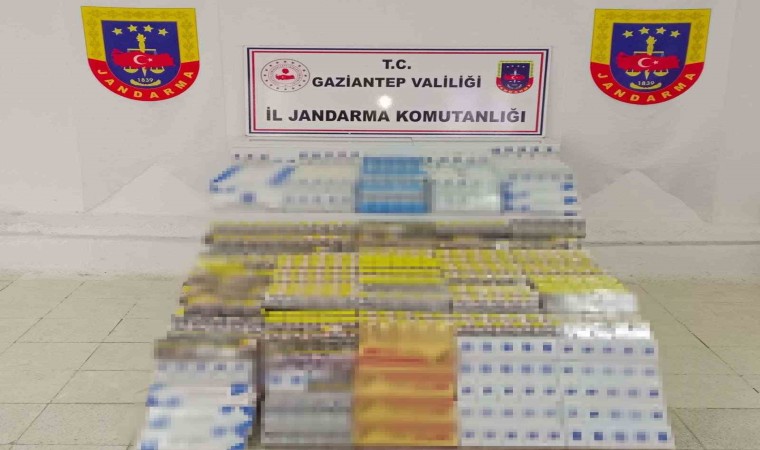 JANDARMA
1839
T.C.
GAZİANTEP VALİLİĞİ
İL JANDARMA KOMUTANLIĞI
JANDARMA
1839